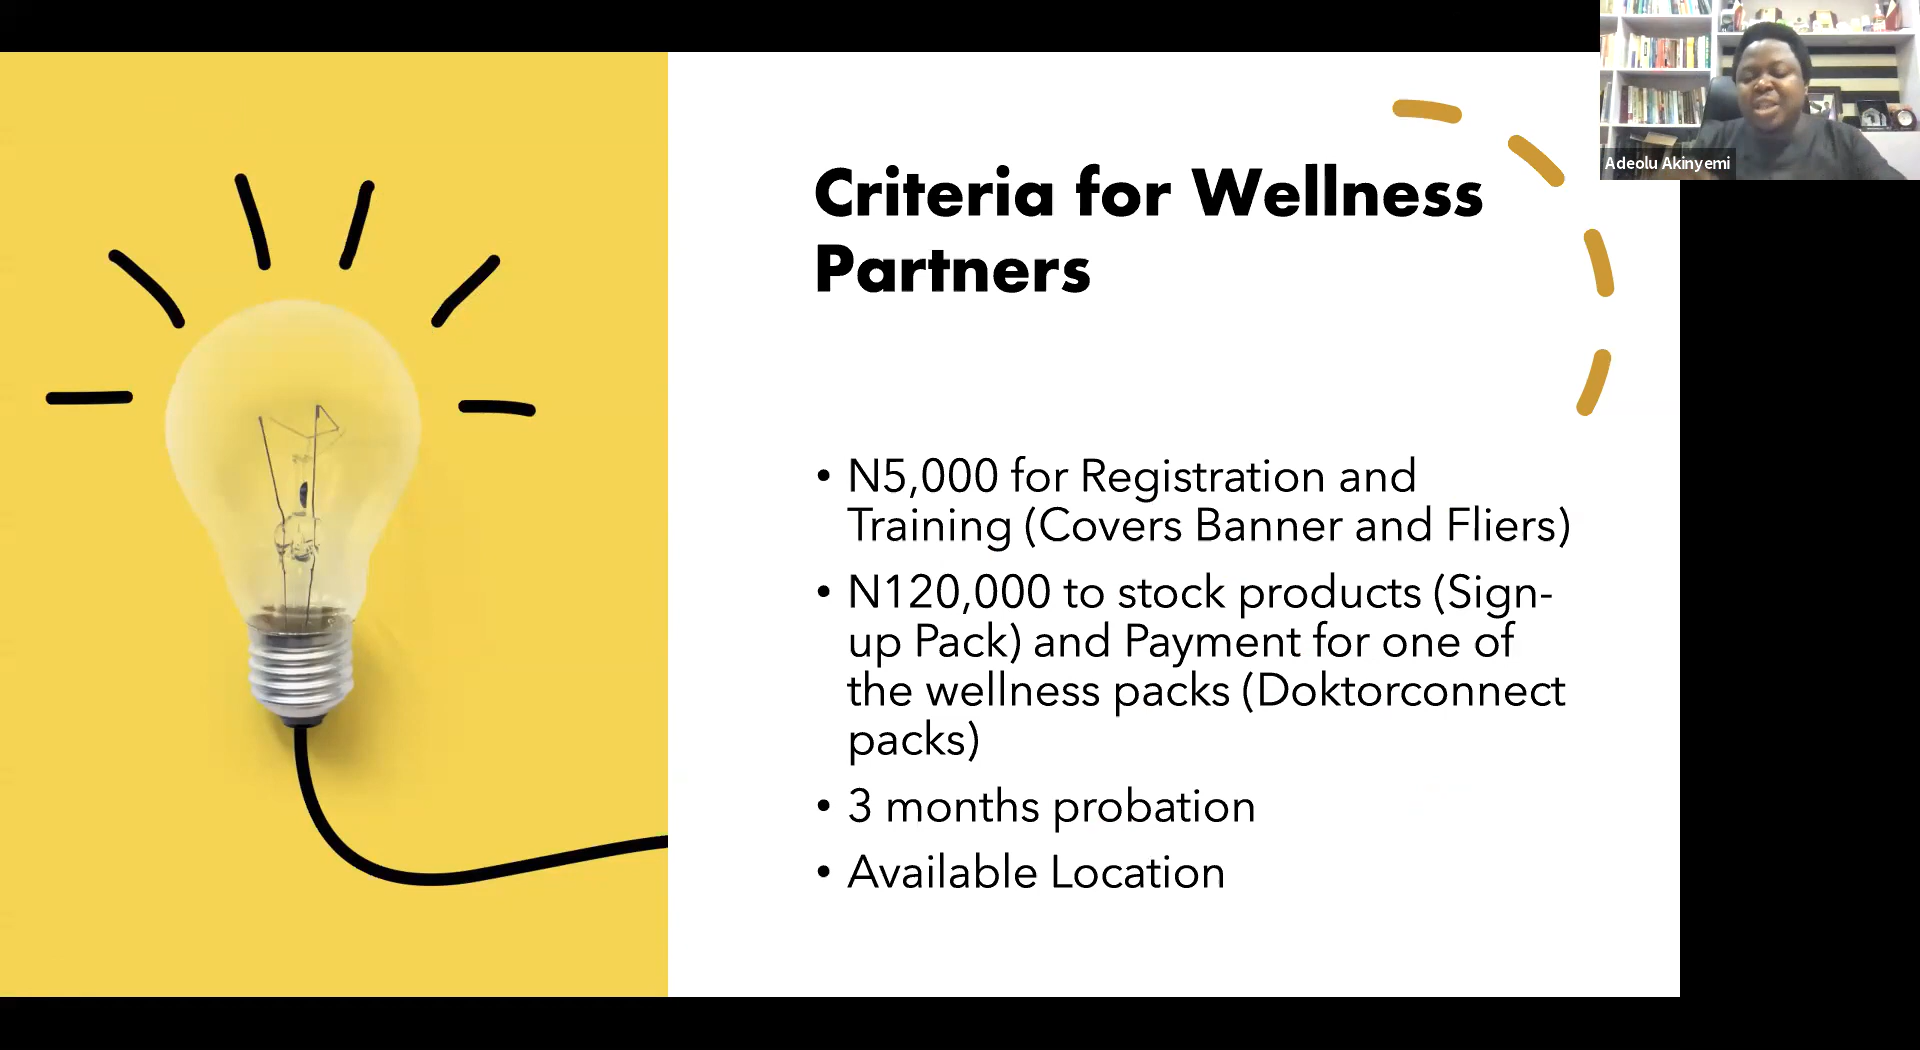 Adeolu Akinyemi
Criteria for Wellness
Partners
• N5,000 for Registration and
Training (Covers Banner and Fliers)
• N120,000 to stock products (Sign-
up Pack) and Payment for one of
the wellness packs (Doktorconnect
packs)
• 3 months probation
• Available Location